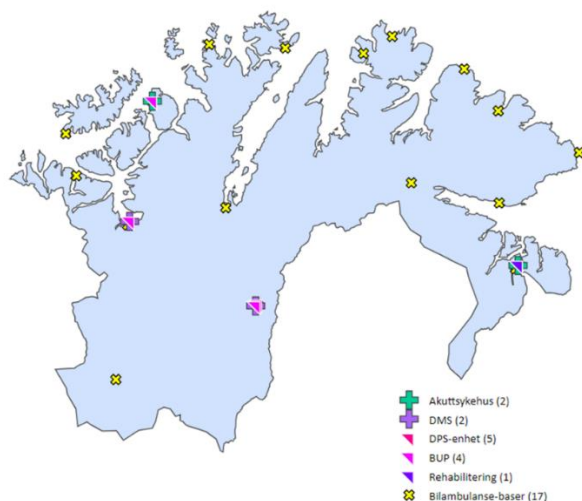 Akuttsykehus (2)
DMS (2)
DPS-enhet (5)
BUP (4)
Rehabilitering (1)
Bilambulanse-baser (17)